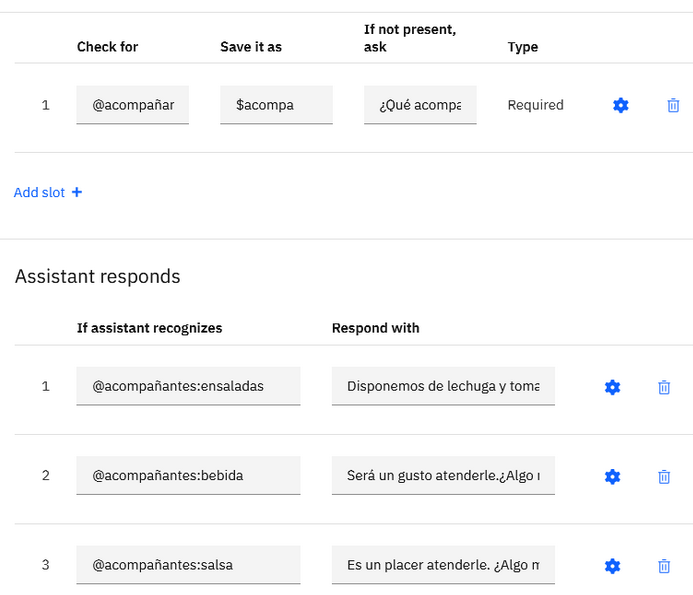 If not present,
Check for Save it as ask Type
1 @acompañar $acompa ¿Qué acompa Required
Add slot +
Assistant responds
If assistant recognizes Respond with
1 @acompañantes:ensaladas Disponemos de lechuga y toma
2 @acompañantes:bebida Será un gusto atenderle.¿Algo
3 @acompañantes:salsa Es un placer atenderle. ¿Algo m